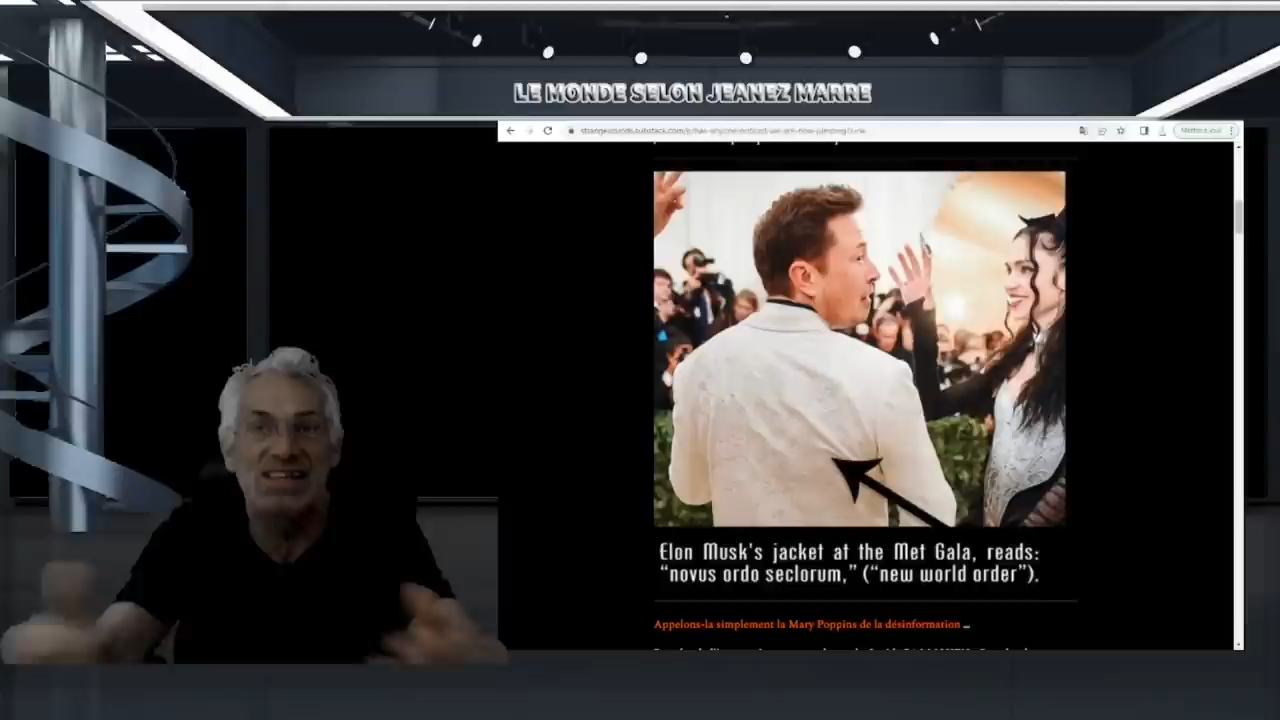 LE MONDE SELON JEANEZ MARRE
Elon Musk's jacket at the Met Gala, reads:
“novus ordo seclorum,” (“new world order”).
Appelons-la simplement la Mary Poppins de la désinformation ...